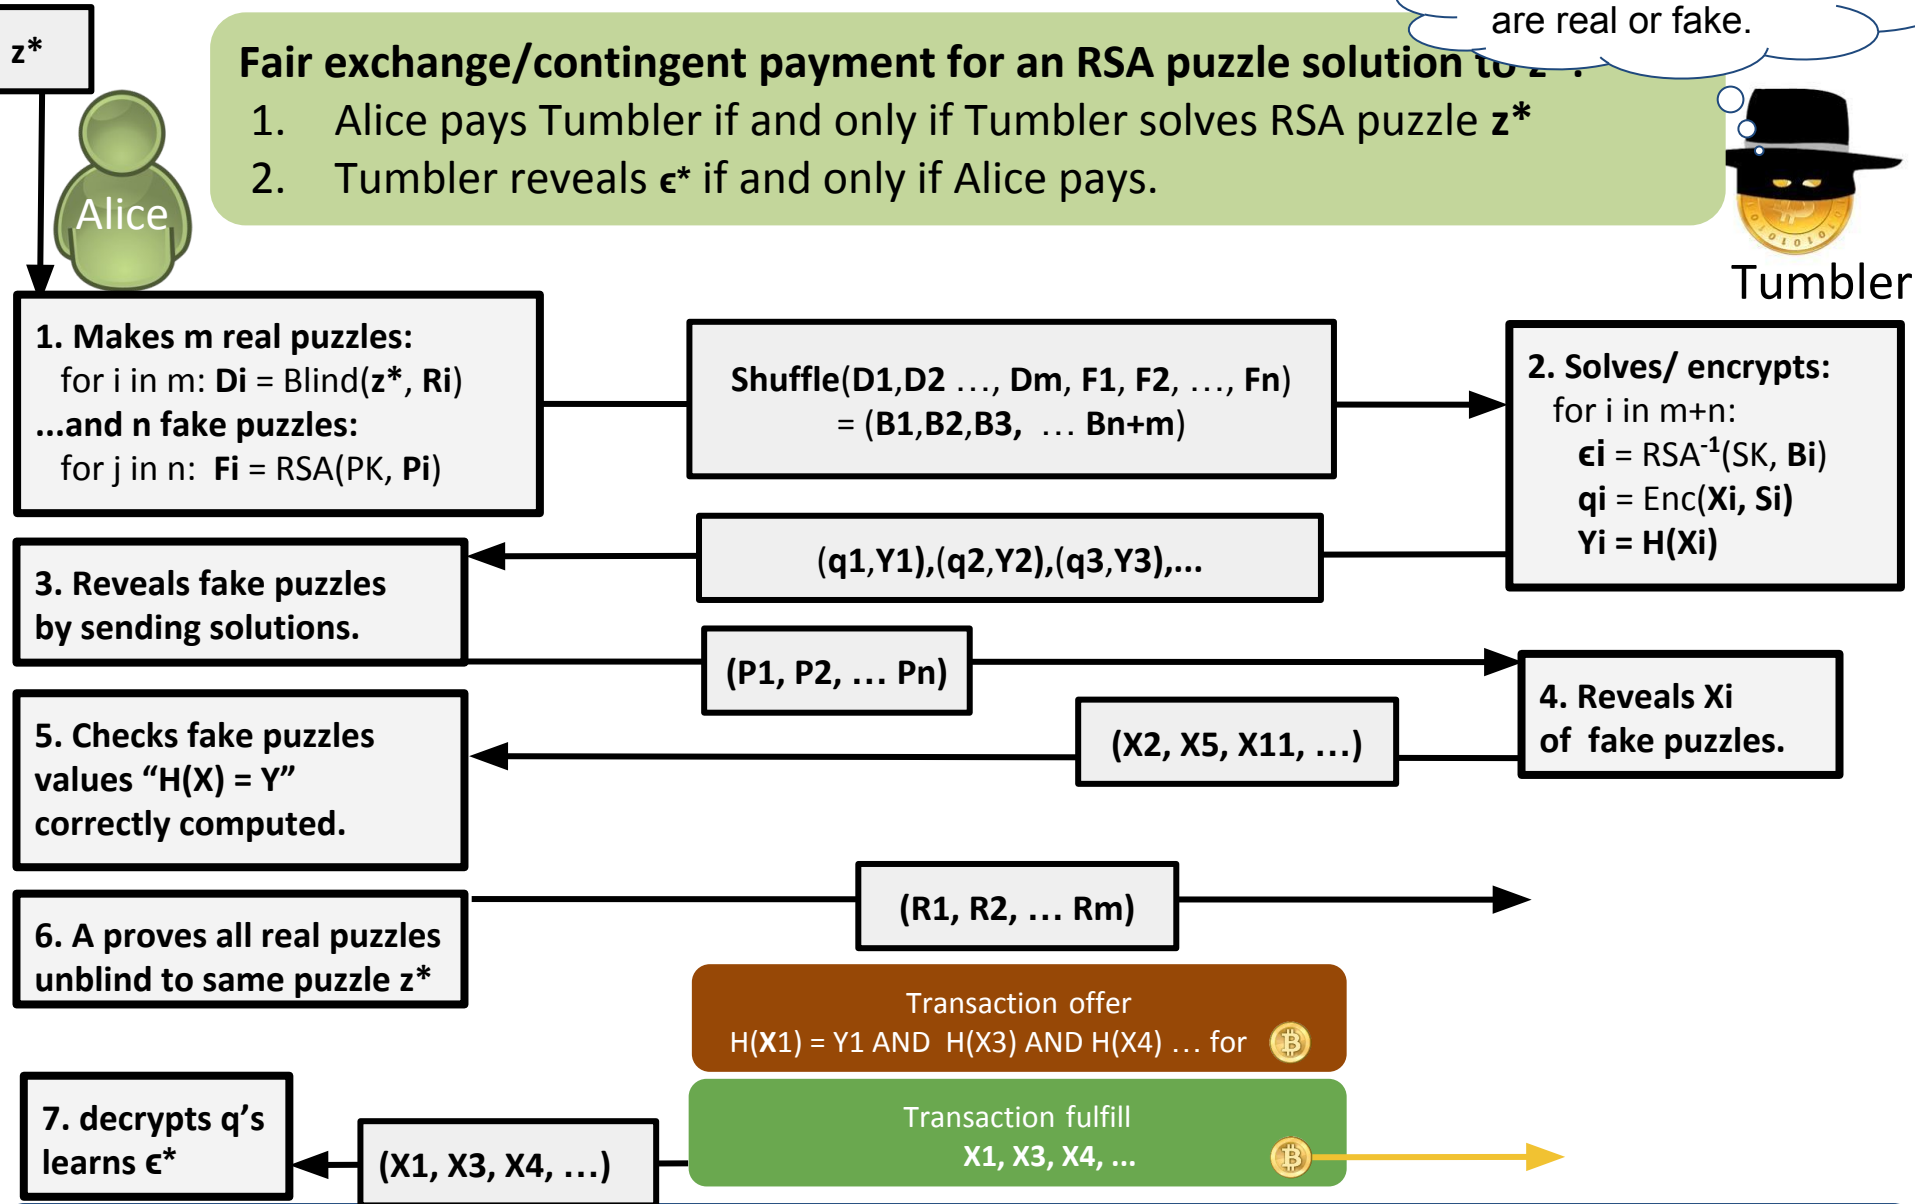 z*
are real or fake.
Fair exchange/contingent payment for an RSA puzzle solution to z*:
1. Alice pays Tumbler if and only if Tumbler solves RSA puzzle z*
2. Tumbler reveals ϵ* if and only if Alice pays.
Alice
Tumbler
1. Makes m real puzzles:
for i in m: Di = Blind(z*, Ri)
...and n fake puzzles:
for j in n: Fi = RSA(PK, Pi)
Shuffle(D1,D2 …, Dm, F1, F2, …, Fn)
= (B1,B2,B3, … Bn+m)
2. Solves/ encrypts:
for i in m+n:
ϵi = RSA⁻¹(SK, Bi)
qi = Enc(Xi, Si)
Yi = H(Xi)
(q1,Y1),(q2,Y2),(q3,Y3),...
3. Reveals fake puzzles
by sending solutions.
(P1, P2, … Pn)
4. Reveals Xi
of fake puzzles.
(X2, X5, X11, …)
5. Checks fake puzzles
values “H(X) = Y”
correctly computed.
(R1, R2, … Rm)
6. A proves all real puzzles
unblind to same puzzle z*
Transaction offer
H(X1) = Y1 AND H(X3) AND H(X4) … for
Transaction fulfill
X1, X3, X4, ...
7. decrypts q’s
learns ϵ*
(X1, X3, X4, …)